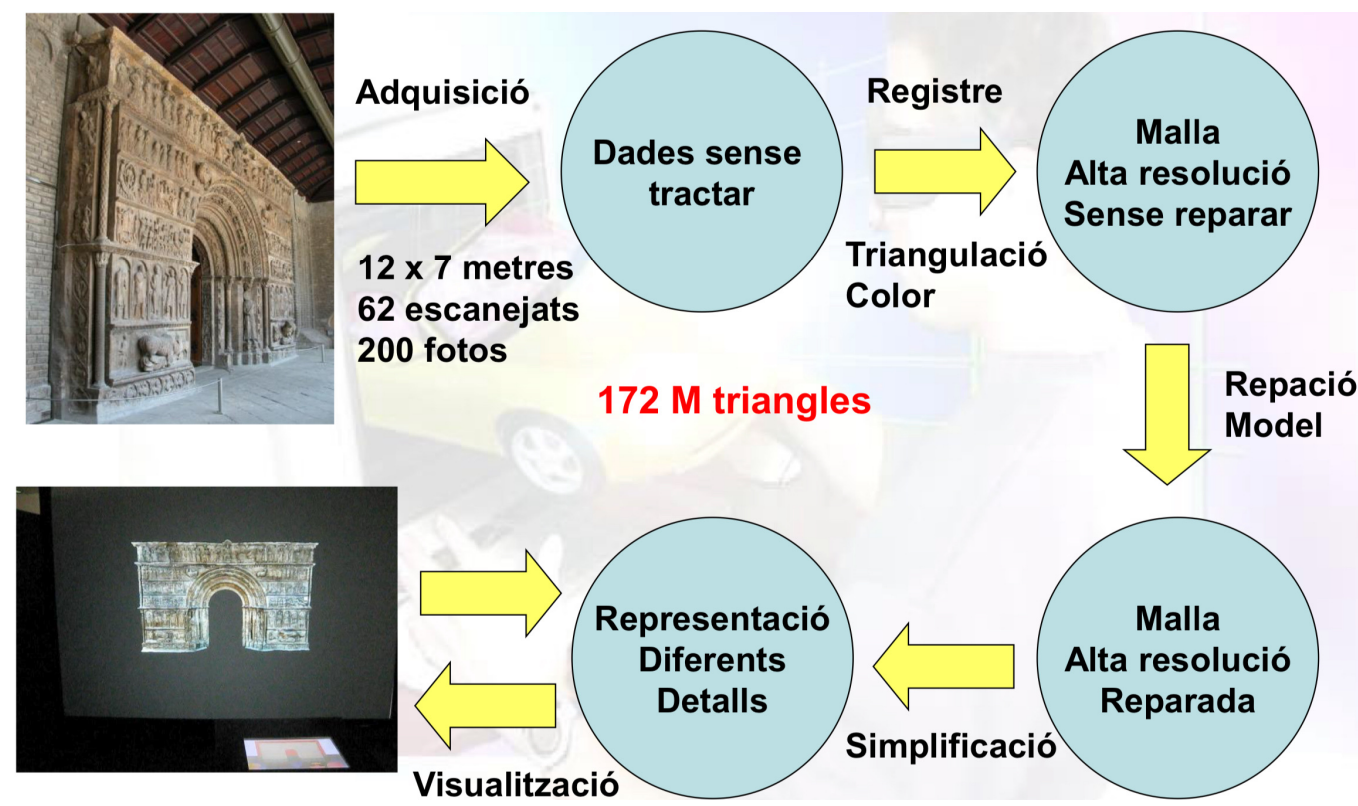 Adquisició
12 x 7 metres
62 escanejats
200 fotos
Dades sense
tractar
Registre
Triangulació
Color
Malla
Alta resolució
Sense reparar
172 M triangles
Repació
Model
Malla
Alta resolució
Reparada
Simplificació
Representació
Diferents
Detalls
Visualització